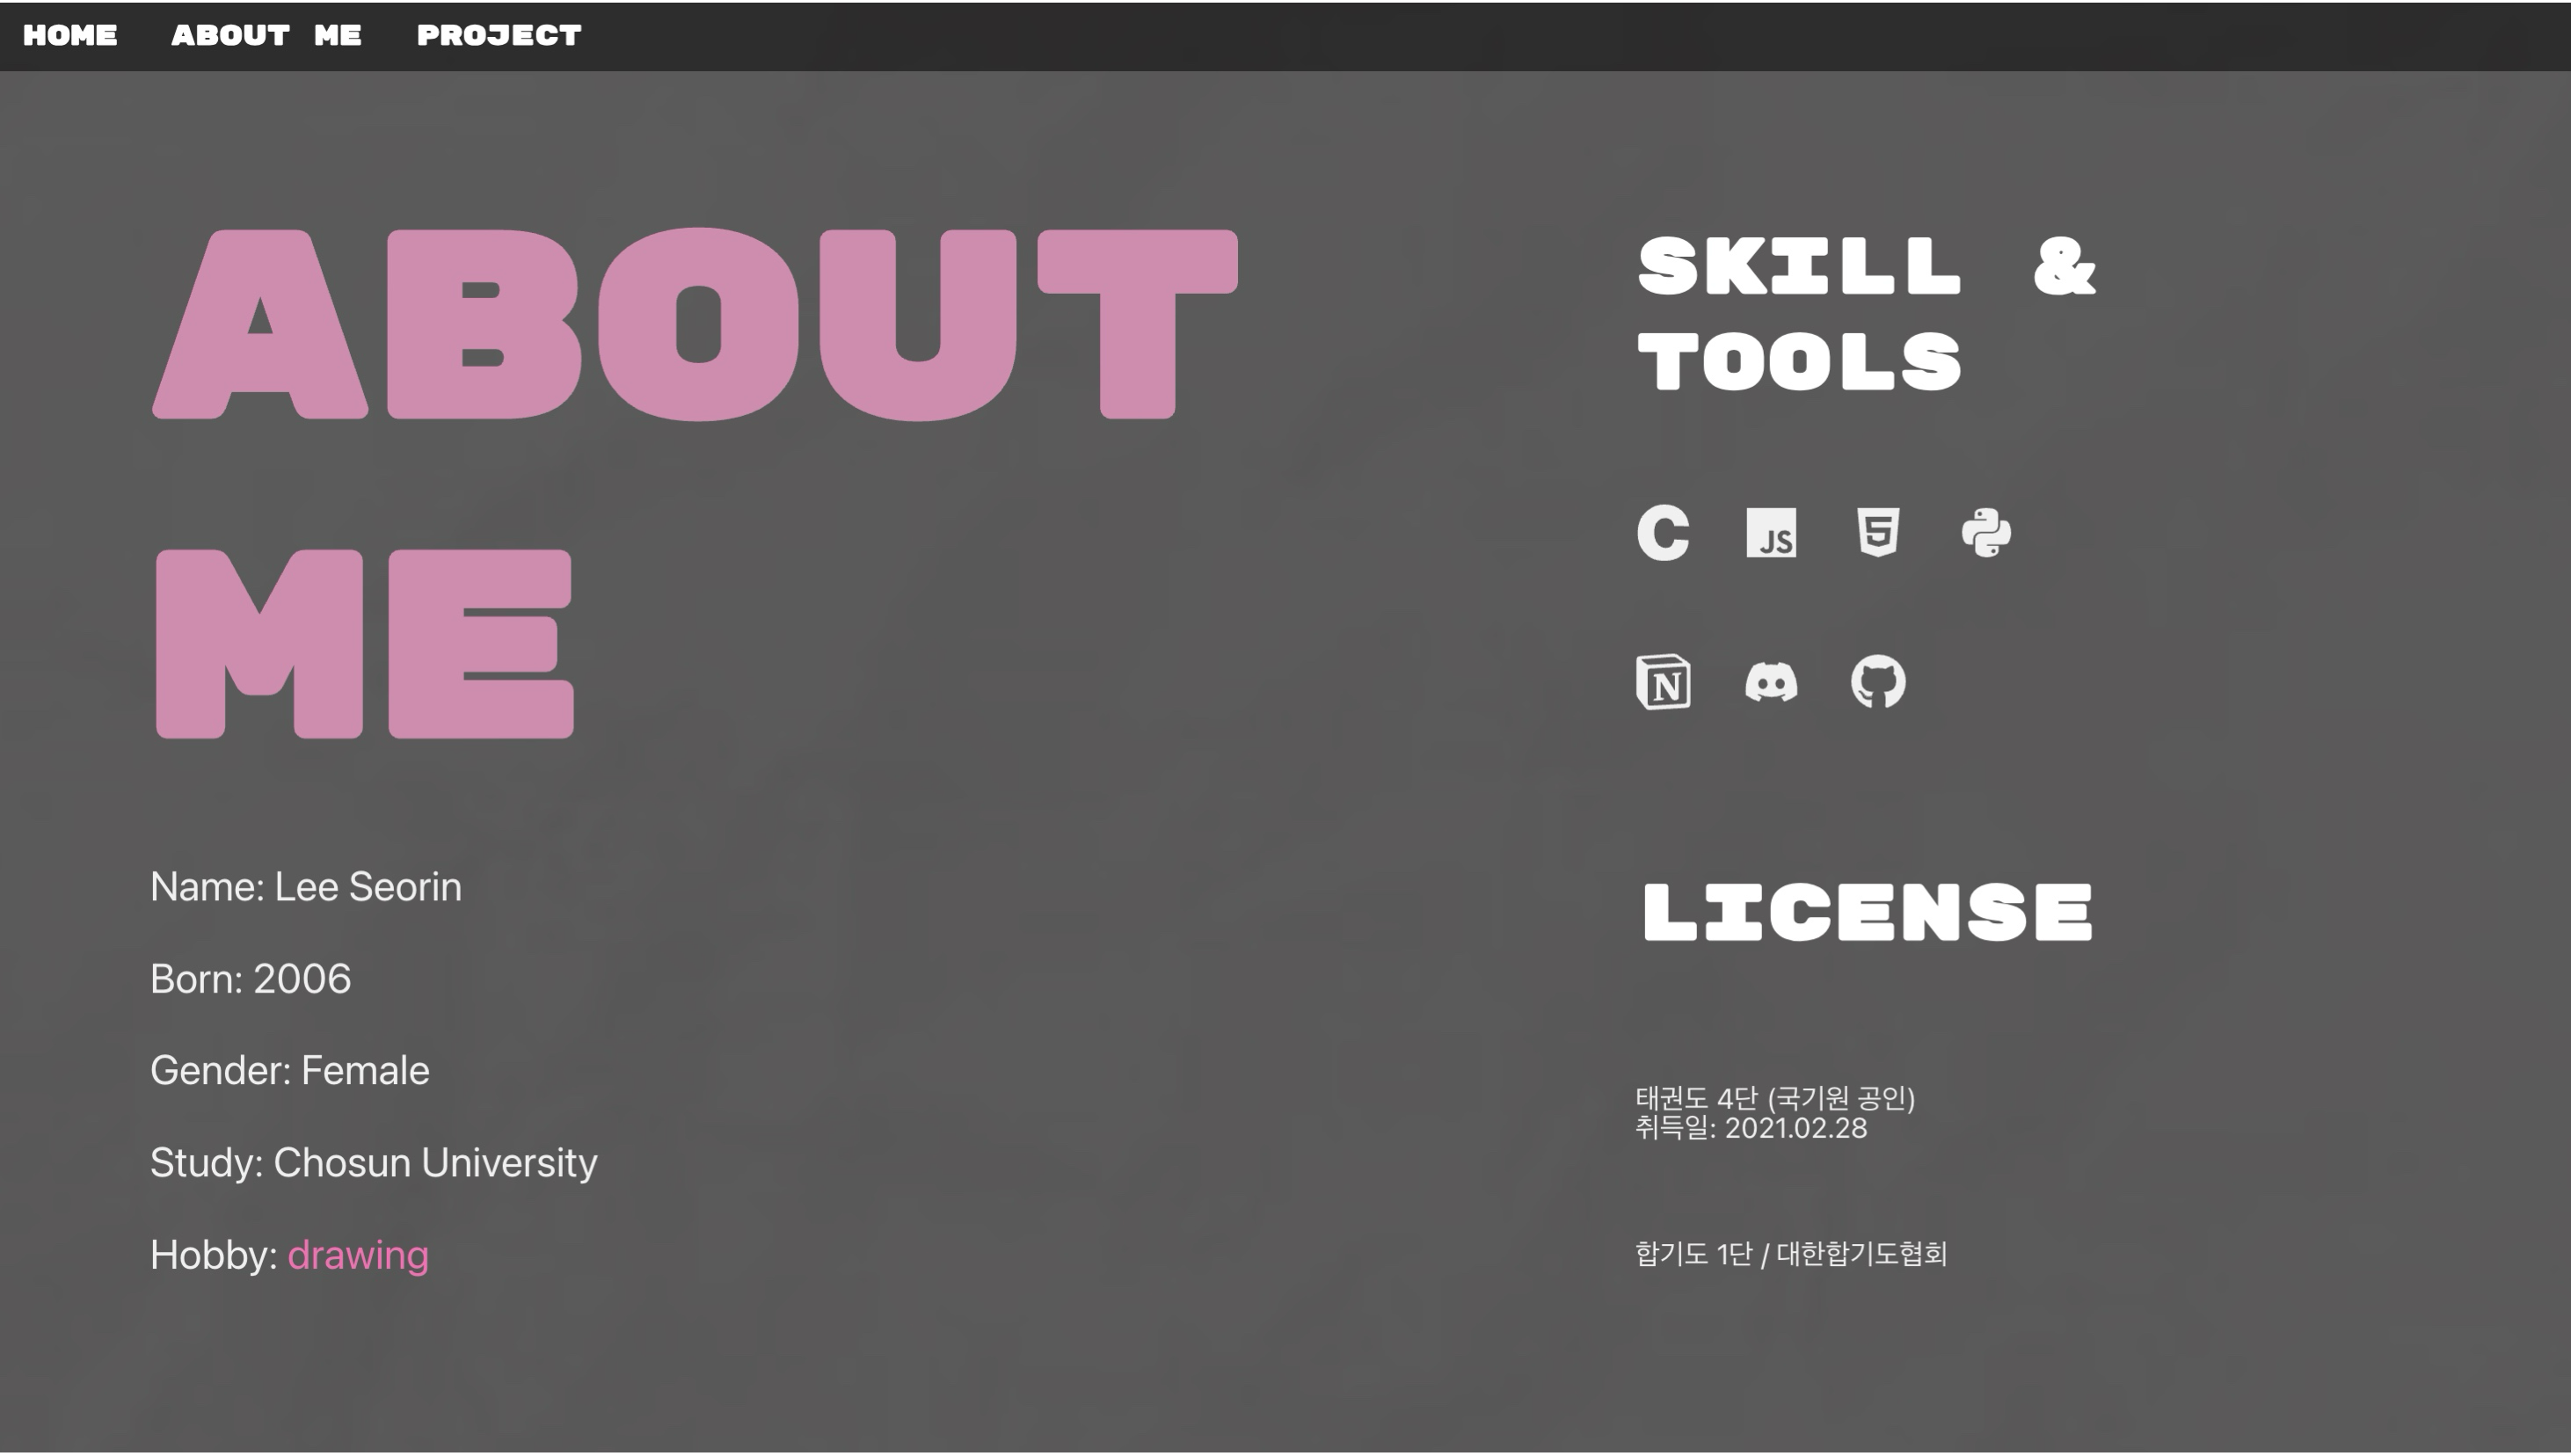 HOME ABOUT ME PROJECT
ABOUT
ME
Name: Lee Seorin
Born: 2006
Gender: Female
Study: Chosun University
Hobby: drawing
SKILL &
TOOLS
C JS 5
N
LICENSE
태권도 4단 (국기원 공인)
취득일: 2021.02.28
합기도 1단 / 대한합기도협회